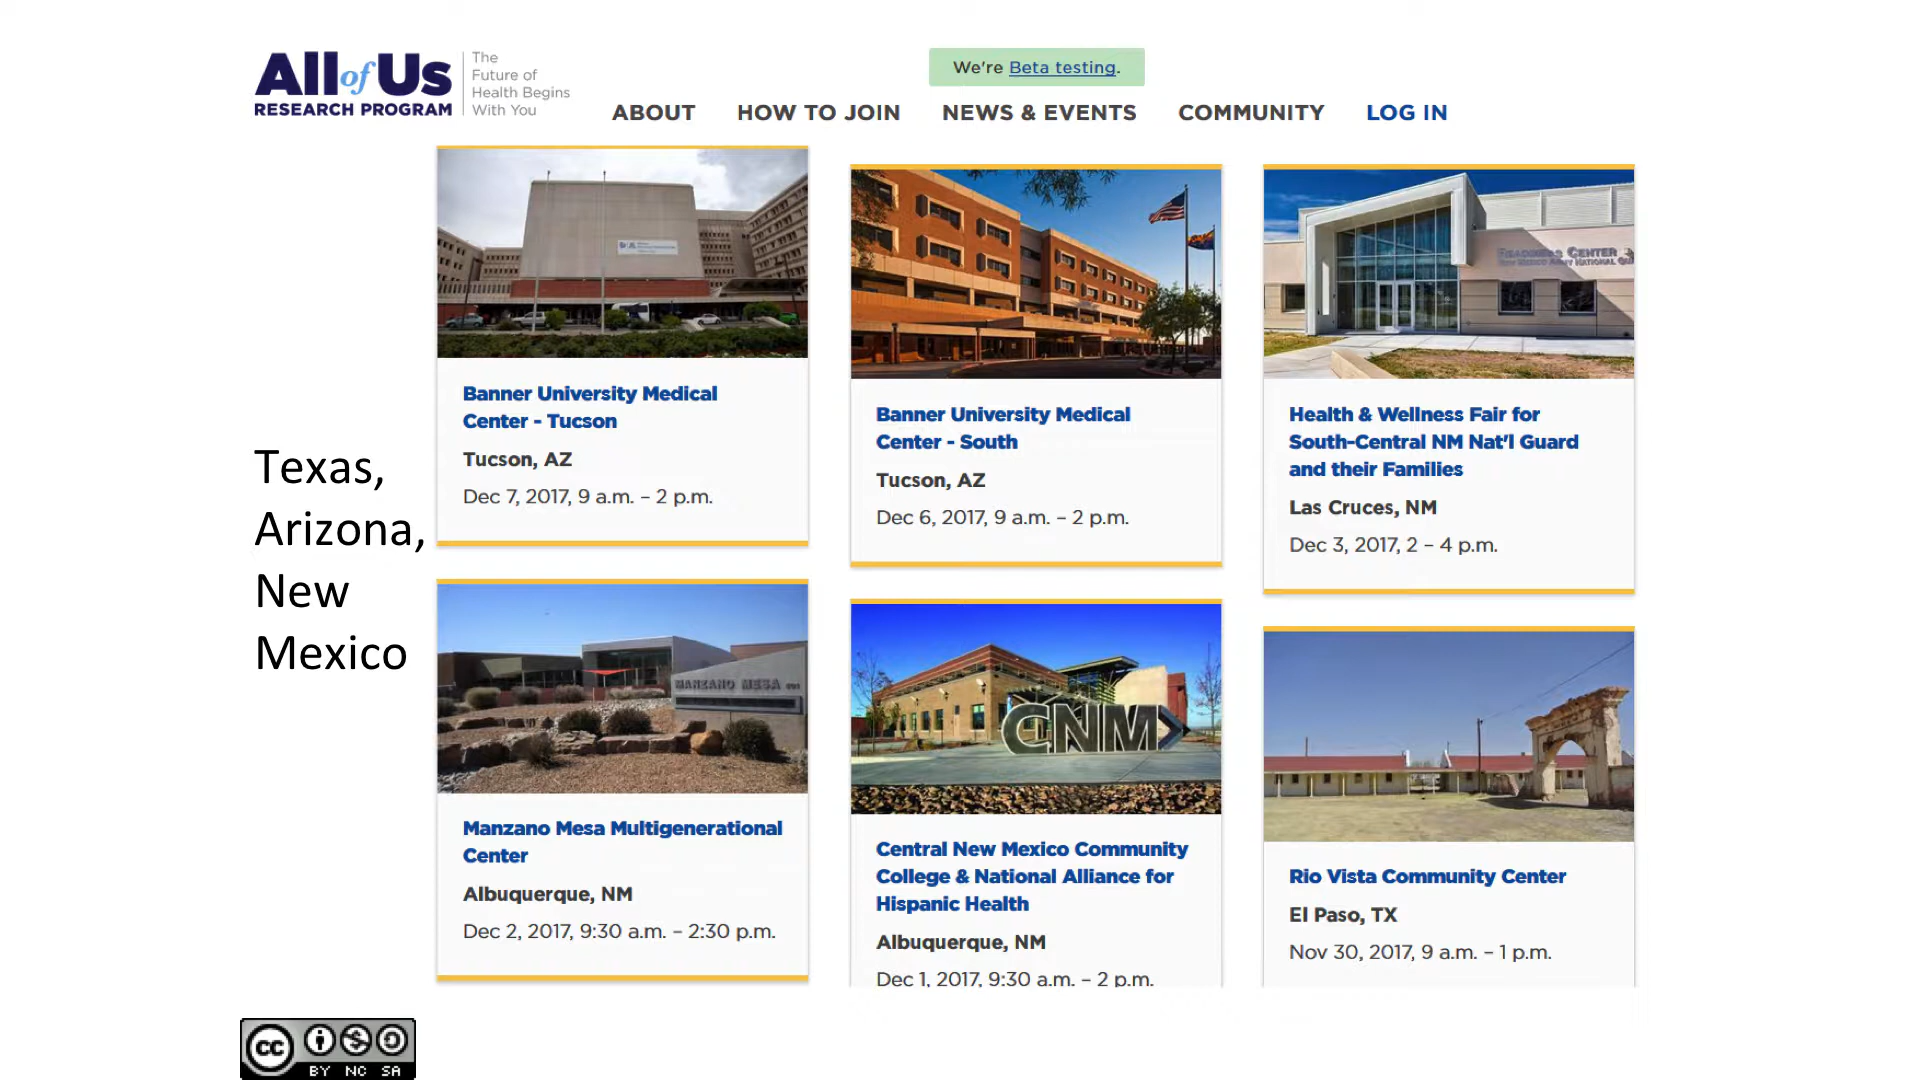 All of Us
RESEARCH PROGRAM
The
Future of
Health Begins
With You
We're Beta testing.
ABOUT HOW TO JOIN NEWS & EVENTS COMMUNITY LOG IN
Texas,
Arizona,
New
Mexico
Banner University Medical
Center - Tucson
Tucson, AZ
Dec 7, 2017, 9 a.m. – 2 p.m.
Banner University Medical
Center - South
Tucson, AZ
Dec 6, 2017, 9 a.m. – 2 p.m.
READINESS CENTER
NEW MEXICO ARMY NATIONAL
Health & Wellness Fair for
South-Central NM Nat'l Guard
and their Families
Las Cruces, NM
Dec 3, 2017, 2 – 4 p.m.
MANZANO MESA
Manzano Mesa Multigenerational
Center
Albuquerque, NM
Dec 2, 2017, 9:30 a.m. – 2:30 p.m.
CNM
Central New Mexico Community
College & National Alliance for
Hispanic Health
Albuquerque, NM
Dec 1, 2017, 9:30 a.m. – 2 p.m.
Rio Vista Community Center
El Paso, TX
Nov 30, 2017, 9 a.m. – 1 p.m.
cc
BY NC SA